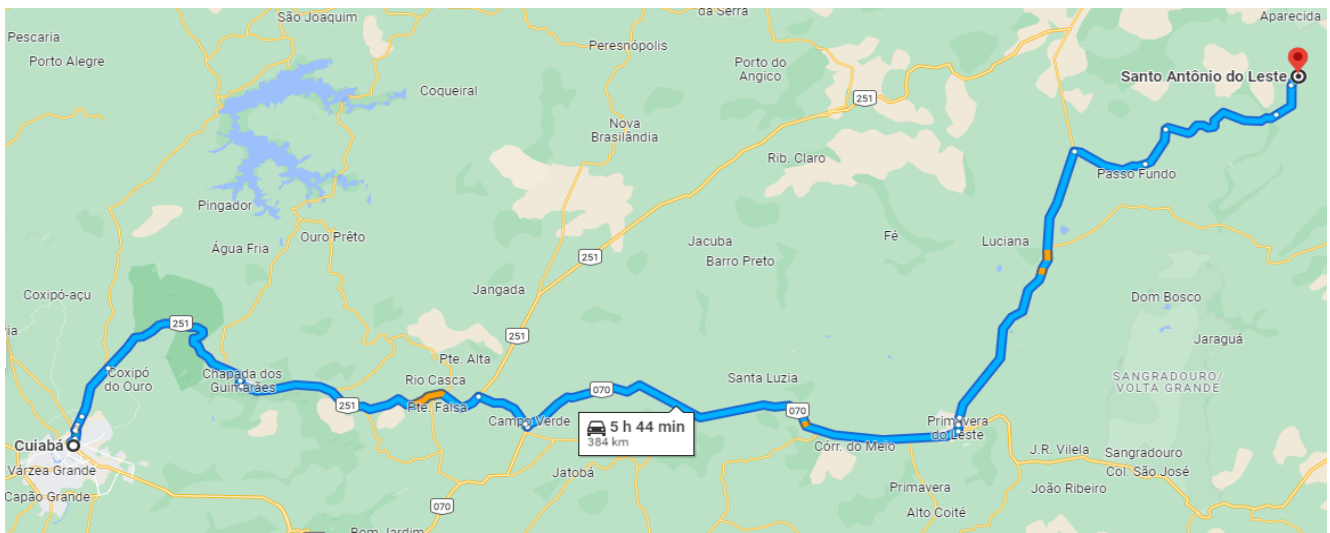 da Serra
São Joaquim
Aparecida
Pescaria
Peresnópolis
Porto Alegre
Porto do
Angico
Santo Antônio do Leste
Coqueiral
251
Nova
Brasilândia
Rib. Claro
Passo Fundo
Pingador
Ouro Prêto
Água Fria
Fé
Jacuba
Luciana
Barro Preto
251
Jangada
Coxipó-açu
Dom Bosco
251
ia
251
Jaraguá
Pte. Alta
Coxipó
do Ouro
Chapada dos
Guimarães
Rio Casca
Santa Luzia
SANGRADOURO/
VOLTA GRANDE
070
251
Pte. Falsa
070
Campo Verde
Primavera
do Leste
5 h 44 min
384 km
Cuiabá
Córr. do Meio
J.R. Vilela
Sangradouro
Várzea Grande
Jatobá
Col. São José
Primavera
João Ribeiro
Capão Grande
070
Alto Coité
Bom Jardim